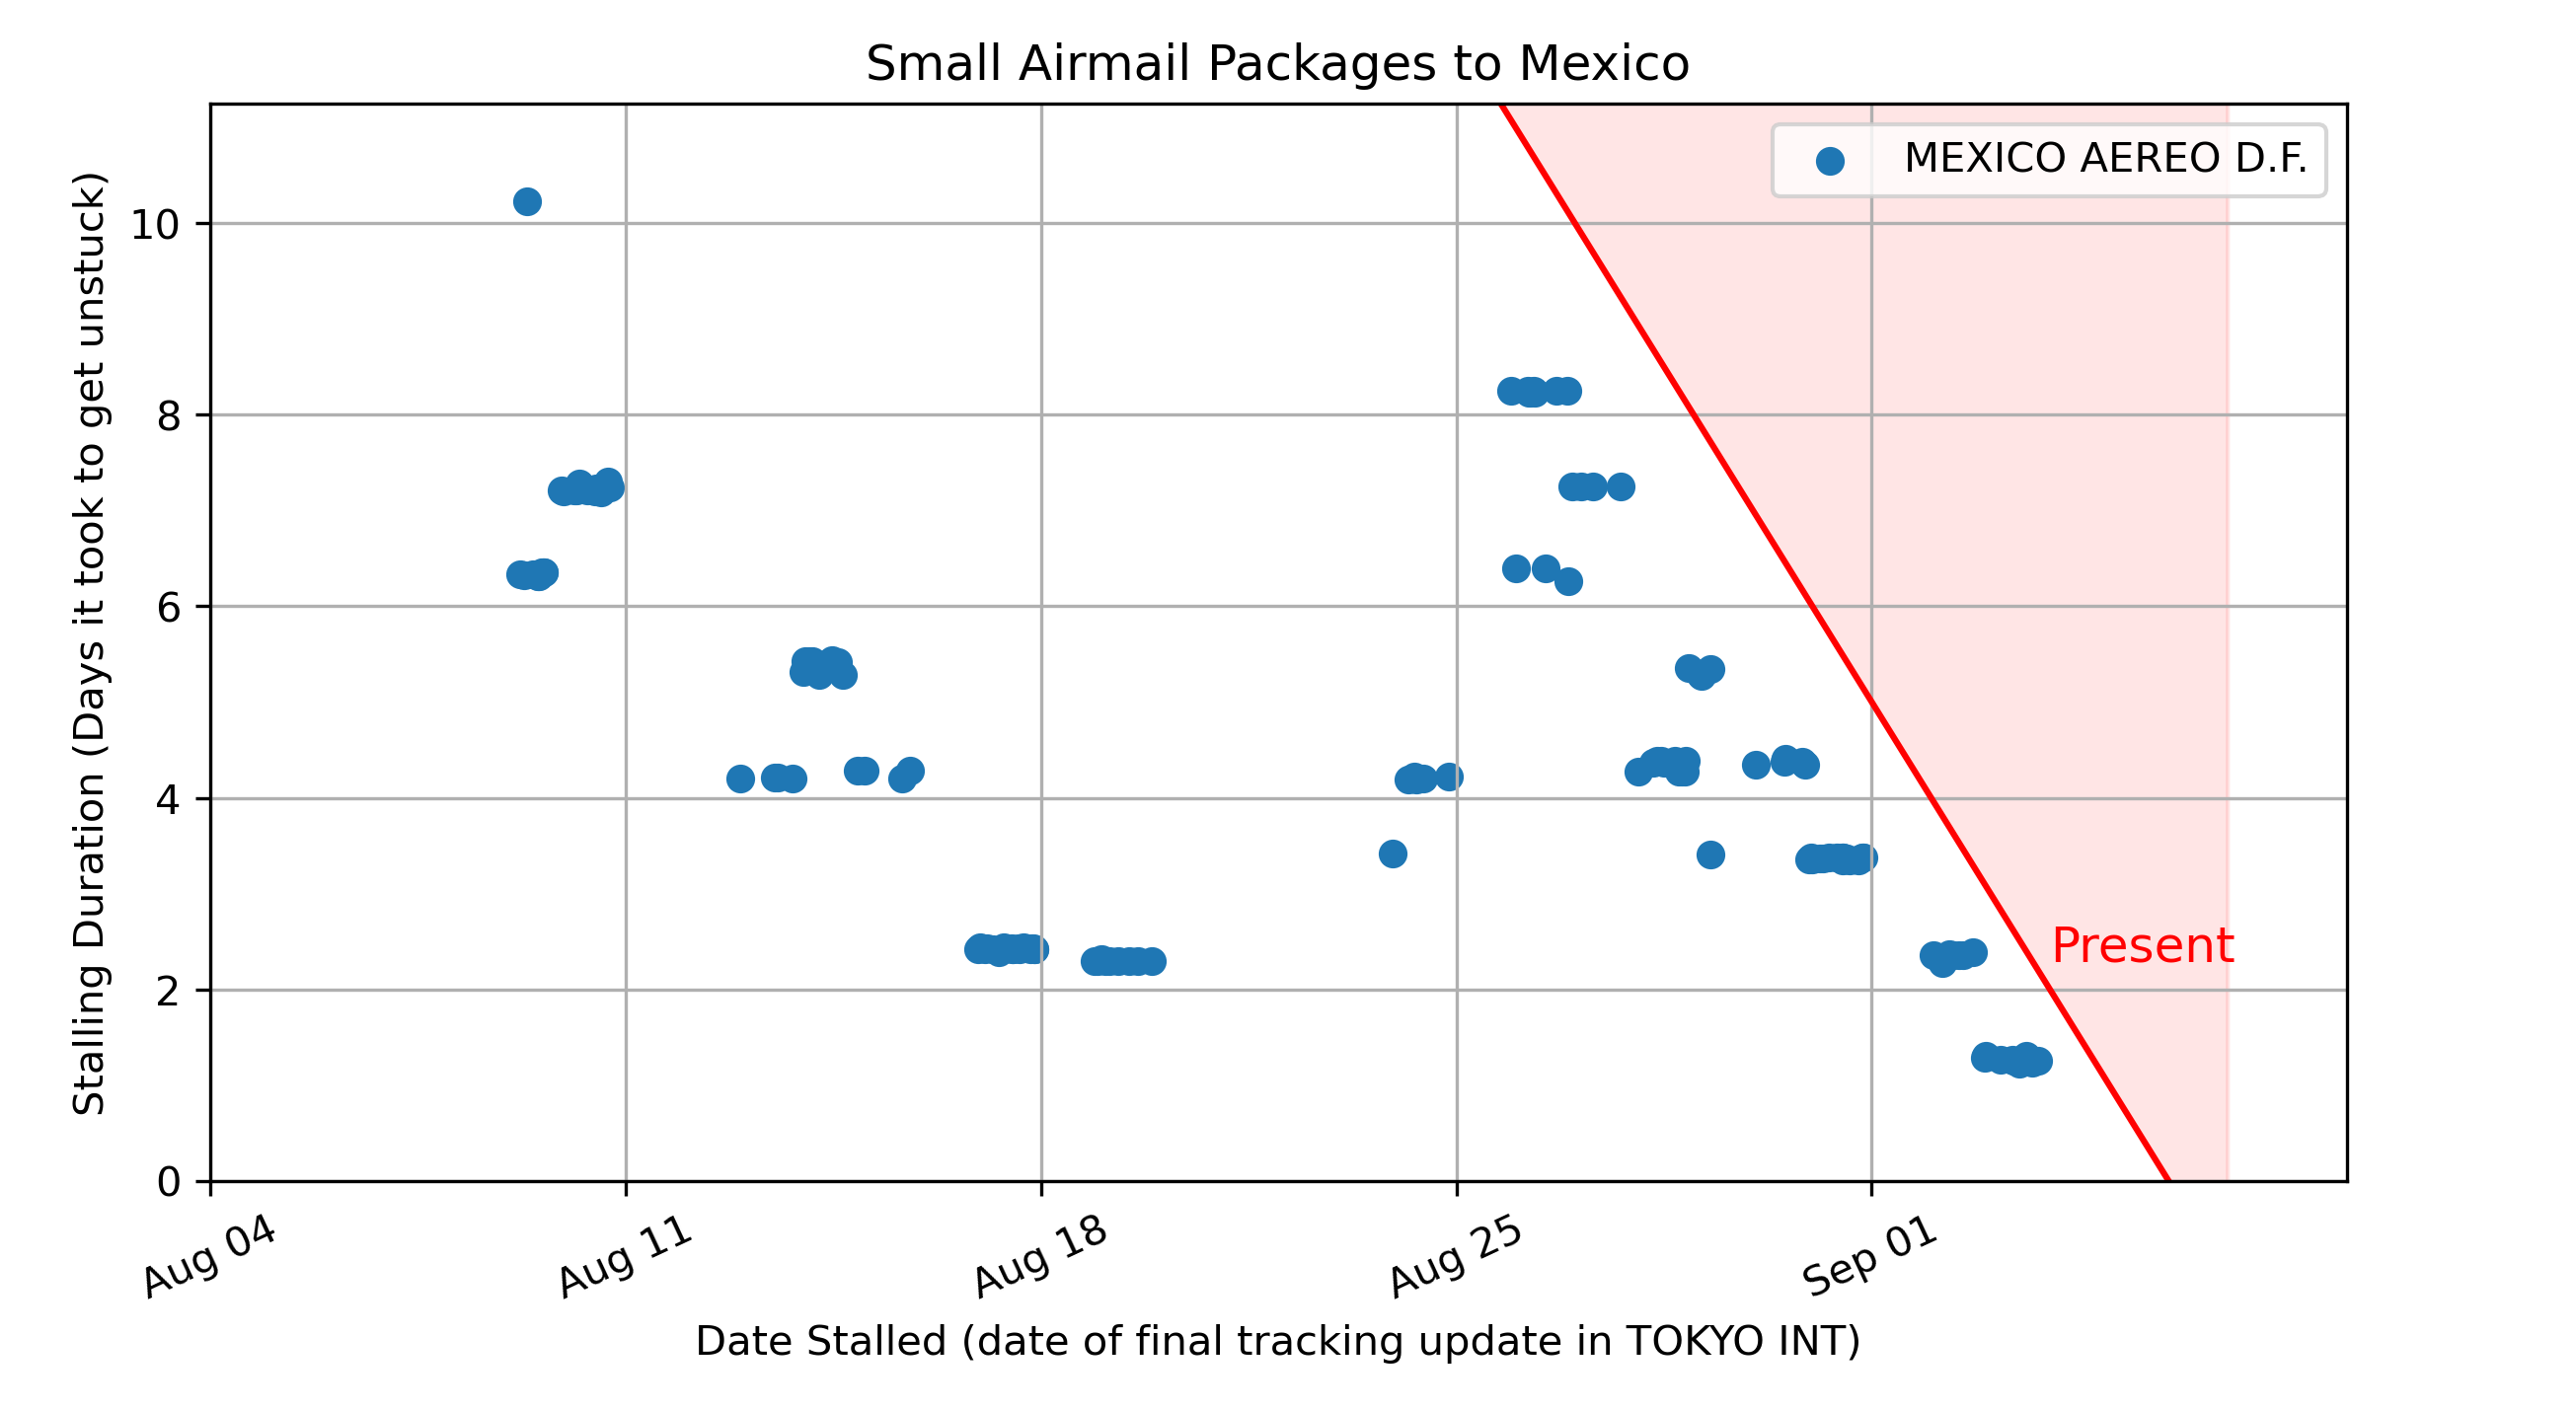 Small Airmail Packages to Mexico
MEXICO AEREO D.F.
Stalling Duration (Days it took to get unstuck)
10
8
6
4
2
0
Present
Aug 04
Aug 11
Aug 18
Aug 25
Sep 01
Date Stalled (date of final tracking update in TOKYO INT)